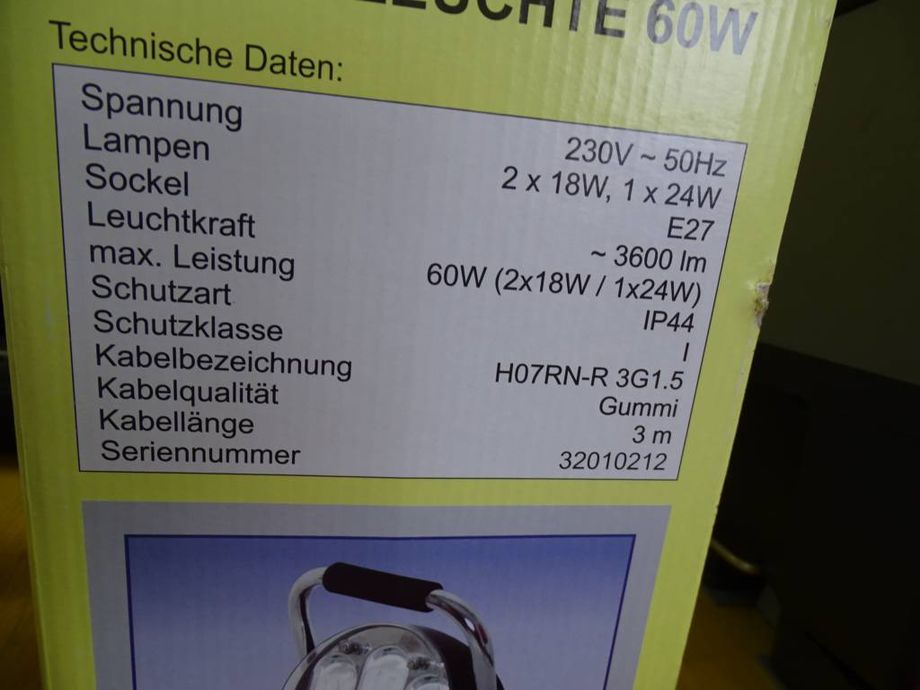 60W
Technische Daten:
Spannung 230V ~ 50Hz
Lampen 2 x 18W, 1 x 24W
Sockel E27
Leuchtkraft ~ 3600 lm
max. Leistung 60W (2x18W / 1x24W)
Schutzart IP44
Schutzklasse I
Kabelbezeichnung H07RN-R 3G1.5
Kabelqualität Gummi
Kabellänge 3 m
Seriennummer 32010212